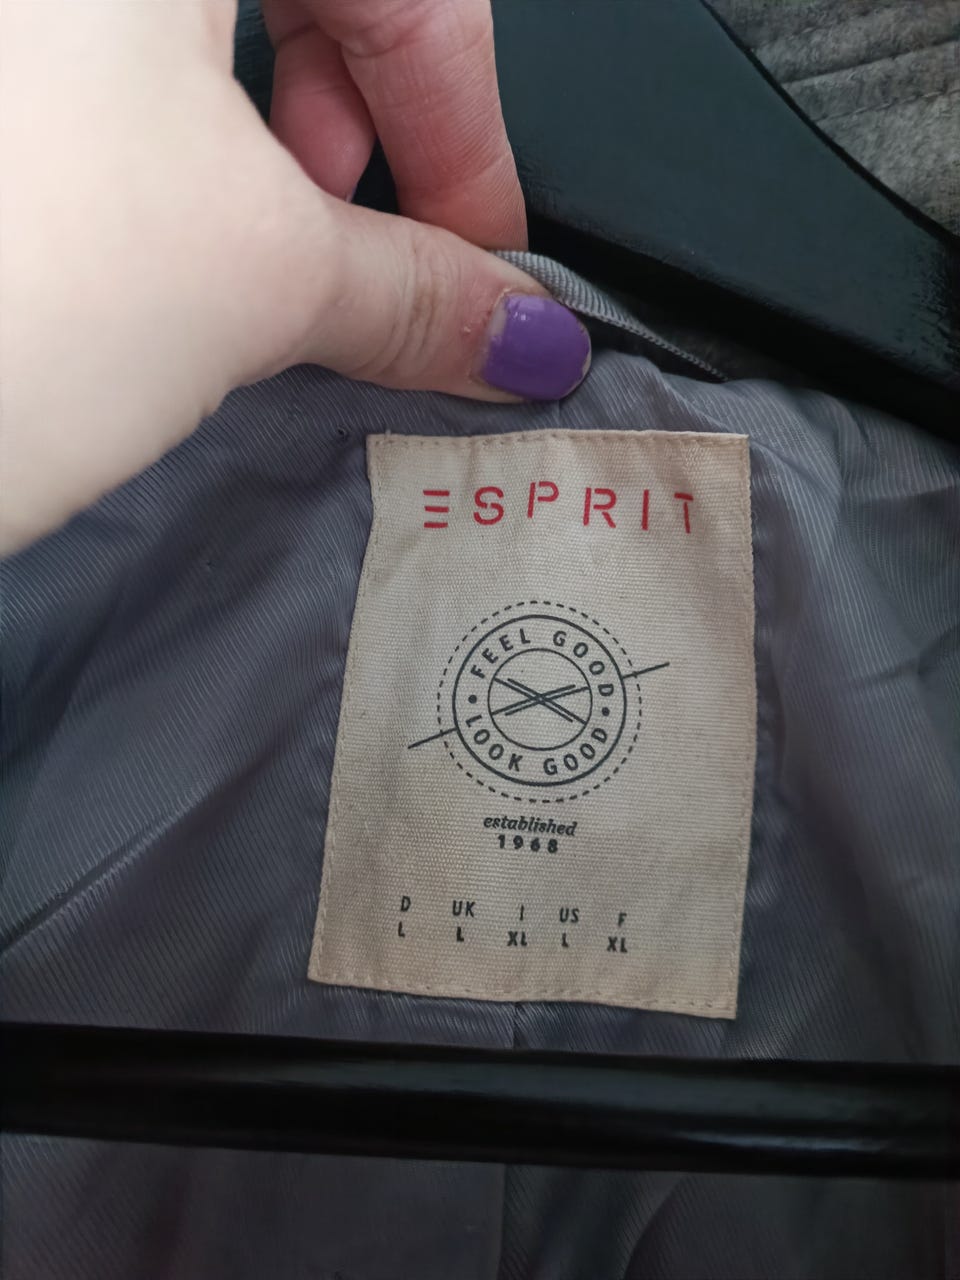 ESPRIT
FEEL GOOD
LOOK GOOD
established
1968
D UK I US F
L L XL L XL